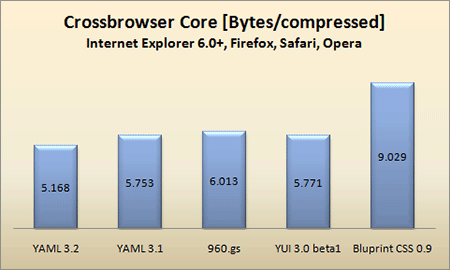 Crossbrowser Core [Bytes/compressed]
Internet Explorer 6.0+, Firefox, Safari, Opera
5.168
5.753
6.013
5.771
9.029
YAML 3.2
YAML 3.1
960.gs
YUI 3.0 beta1
Bluprint CSS 0.9